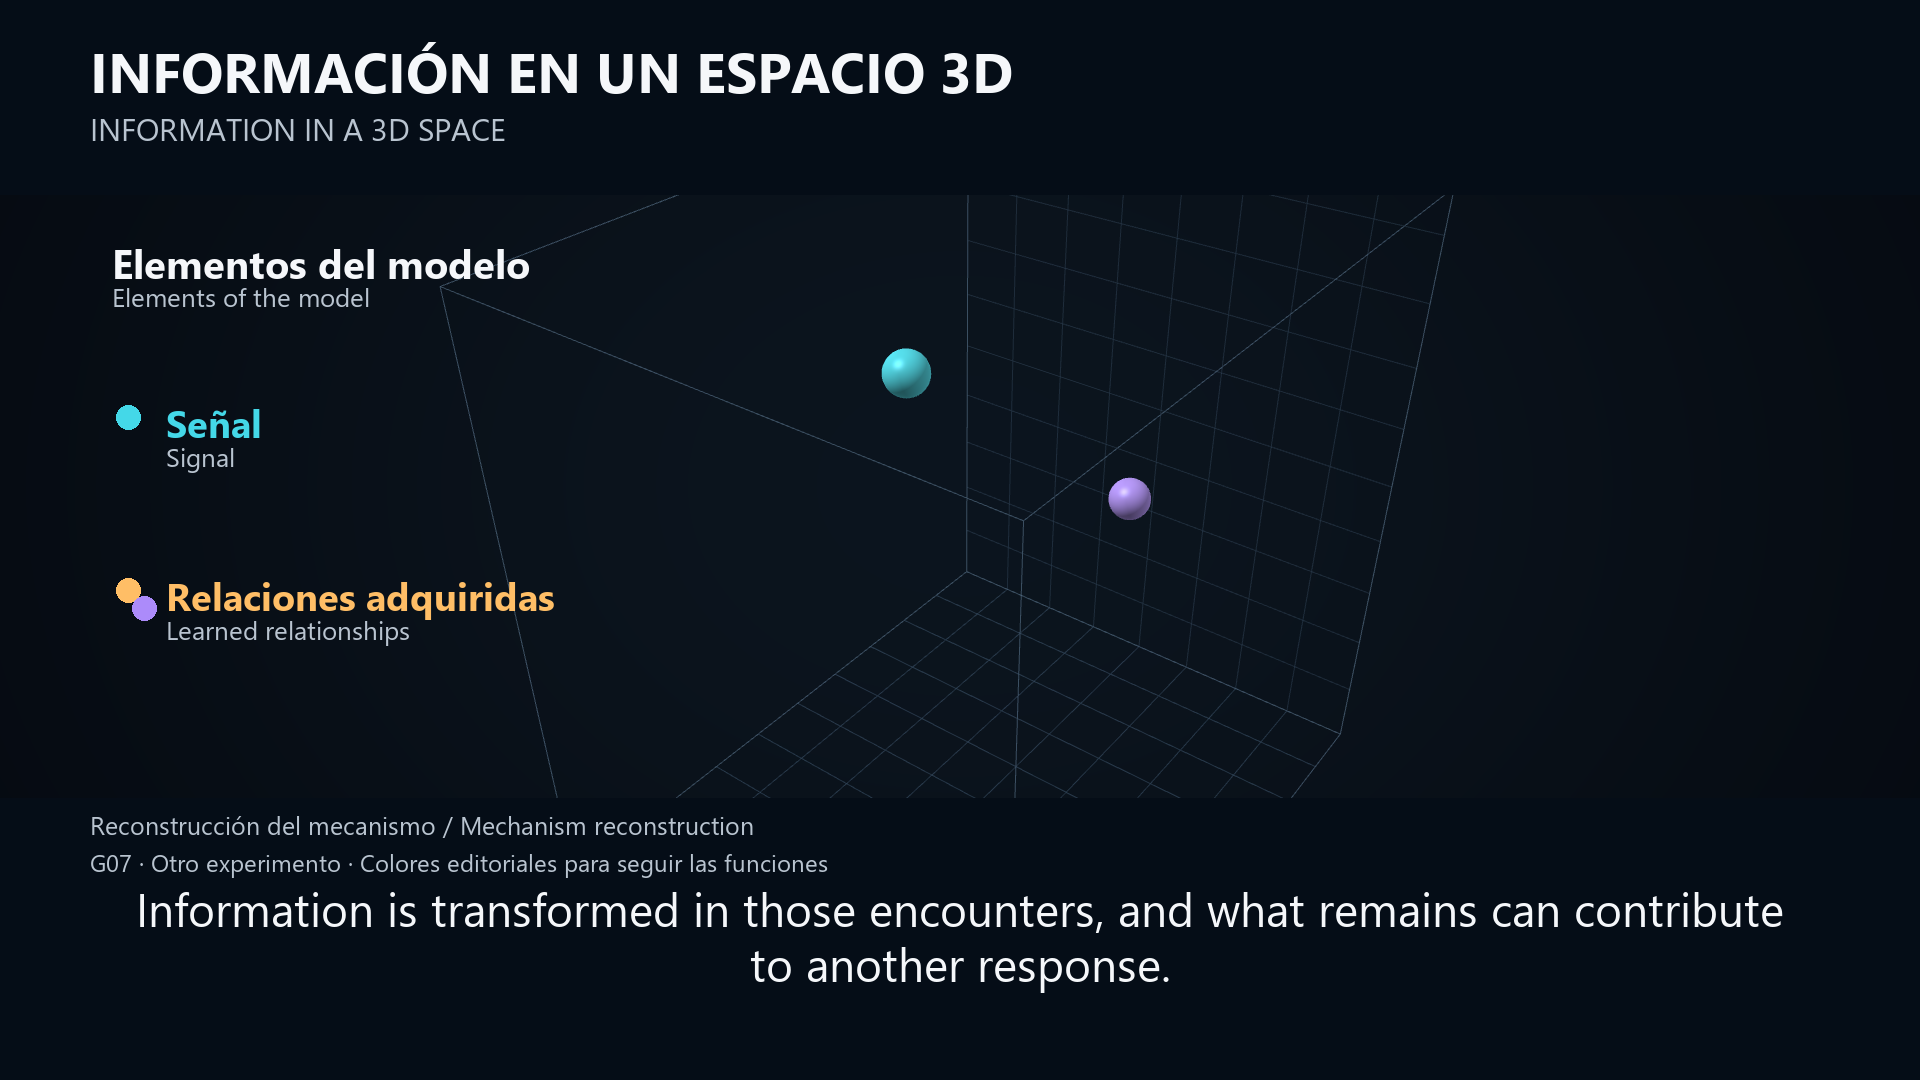 INFORMACIÓN EN UN ESPACIO 3D
INFORMATION IN A 3D SPACE
Elementos del modelo
Elements of the model
Señal
Signal
Relaciones adquiridas
Learned relationships
Reconstrucción del mecanismo / Mechanism reconstruction
G07 · Otro experimento · Colores editoriales para seguir las funciones
Information is transformed in those encounters, and what remains can contribute
to another response.